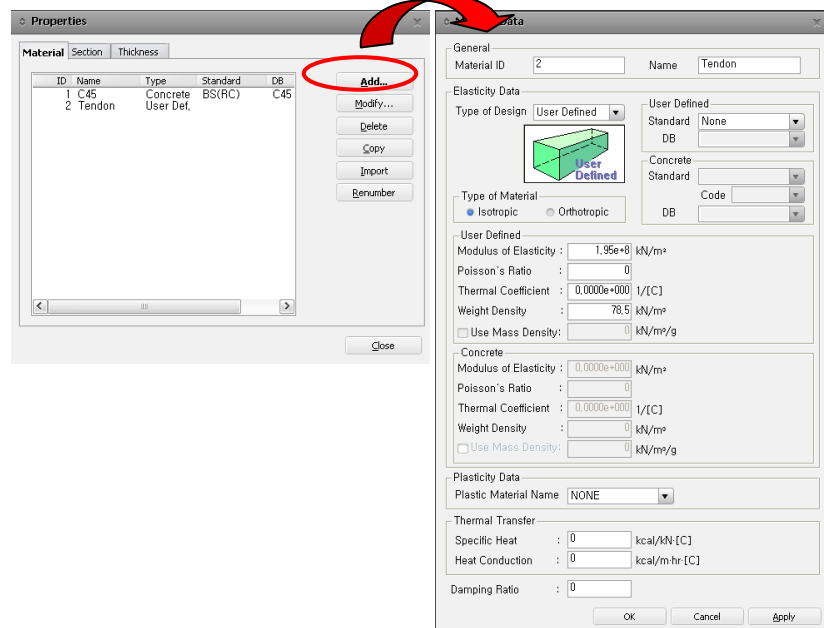 Properties
Material Section Thickness
ID Name Type Standard DB
1 C45 Concrete BS(RC) C45
2 Tendon User Def,
Add...
Modify...
Delete
Copy
Import
Renumber
Close
Data
General
Material ID 2 Name Tendon
Elasticity Data
Type of Design User Defined
User Defined
Standard None
DB
User
Defined
Concrete
Standard
Code
DB
Type of Material
Isotropic Orthotropic
User Defined
Modulus of Elasticity : 1,95e+8 kN/m²
Poisson's Ratio : 0
Thermal Coefficient : 0,0000e+000 1/[C]
Weight Density : 78,5 kN/m³
Use Mass Density: 0 kN/m³/g
Concrete
Modulus of Elasticity : 0,0000e+000 kN/m²
Poisson's Ratio : 0
Thermal Coefficient : 0,0000e+000 1/[C]
Weight Density : 0 kN/m³
Use Mass Density: 0 kN/m³/g
Plasticity Data
Plastic Material Name NONE
Thermal Transfer
Specific Heat : 0 kcal/kN·[C]
Heat Conduction : 0 kcal/m·hr·[C]
Damping Ratio : 0
OK Cancel Apply